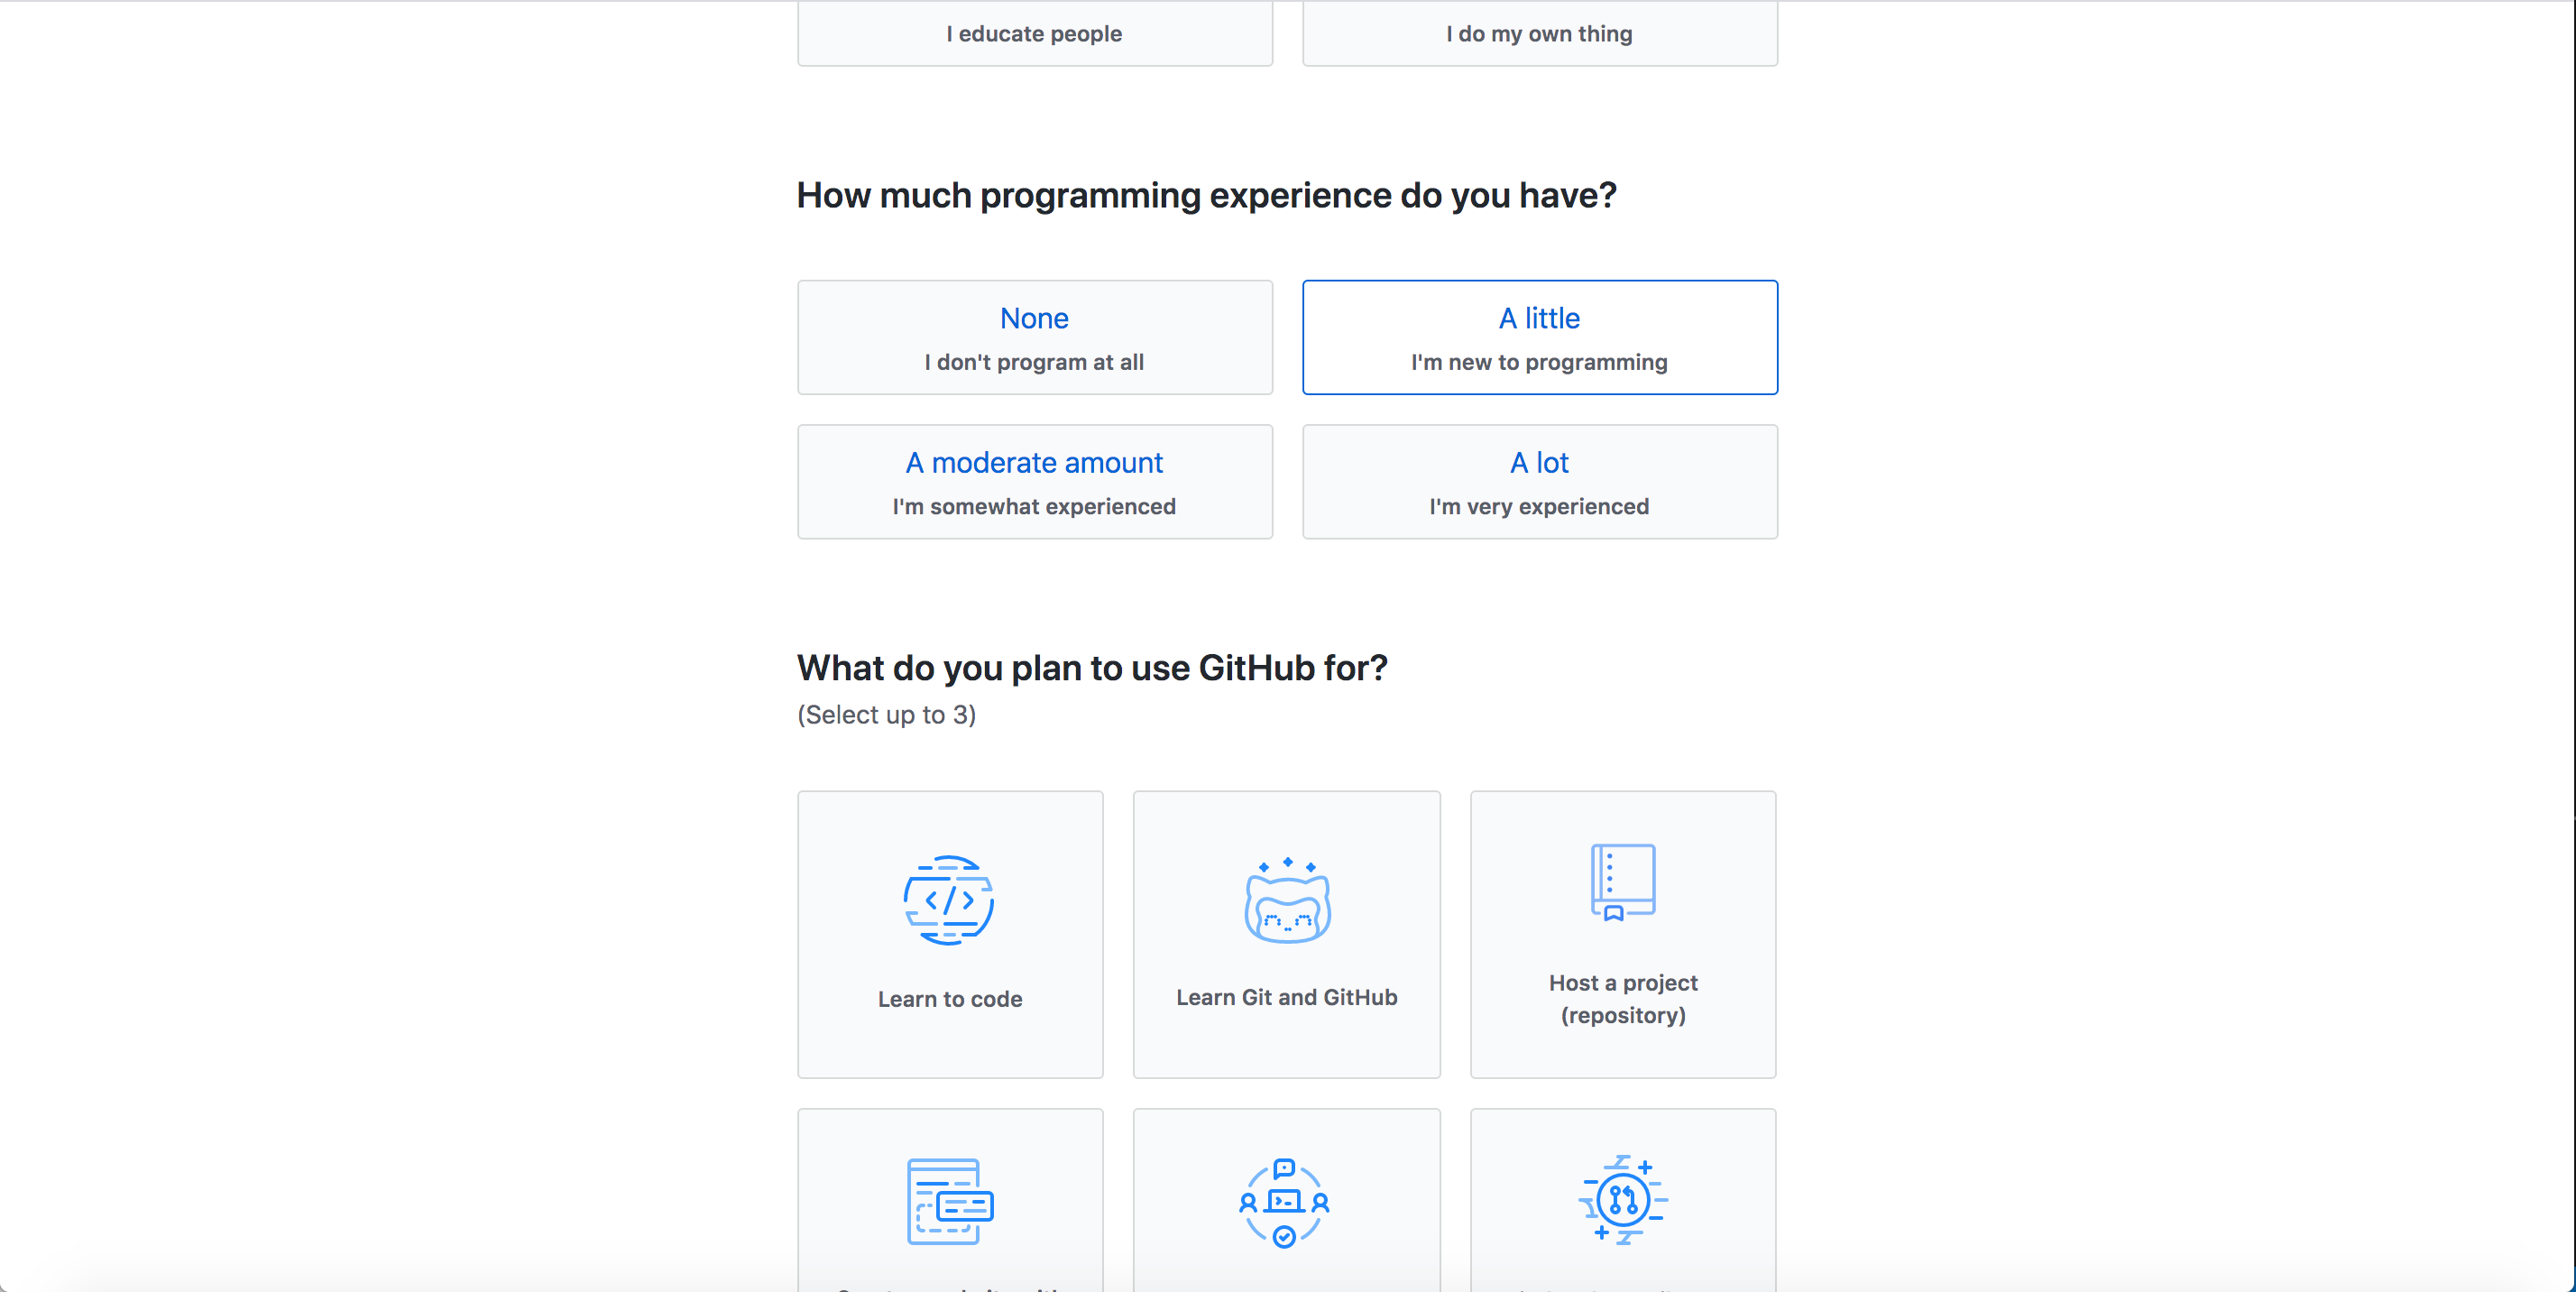 I educate people
I do my own thing
How much programming experience do you have?
None
I don't program at all
A little
I'm new to programming
A moderate amount
I'm somewhat experienced
A lot
I'm very experienced
What do you plan to use GitHub for?
(Select up to 3)
Learn to code
Learn Git and GitHub
Host a project
(repository)